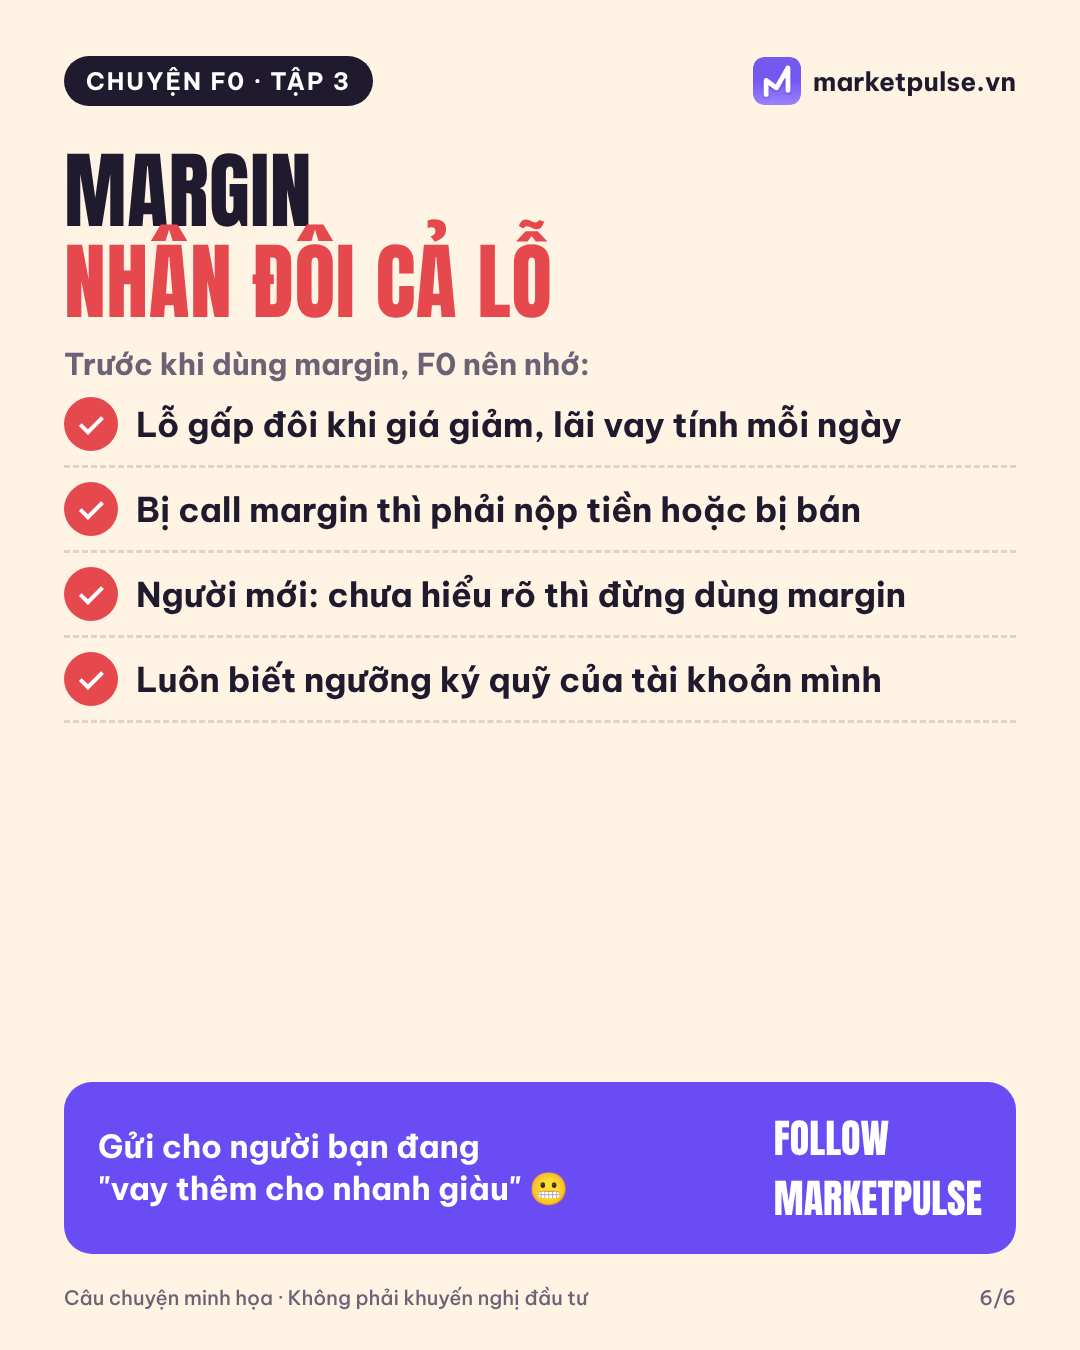 CHUYỆN F0 · TẬP 3
marketpulse.vn
MARGIN
NHÂN ĐÔI CẢ LỖ
Trước khi dùng margin, F0 nên nhớ:
Lỗ gấp đôi khi giá giảm, lãi vay tính mỗi ngày
Bị call margin thì phải nộp tiền hoặc bị bán
Người mới: chưa hiểu rõ thì đừng dùng margin
Luôn biết ngưỡng ký quỹ của tài khoản mình
Gửi cho người bạn đang
"vay thêm cho nhanh giàu" 😬
FOLLOW
MARKETPULSE
Câu chuyện minh họa · Không phải khuyến nghị đầu tư
6/6